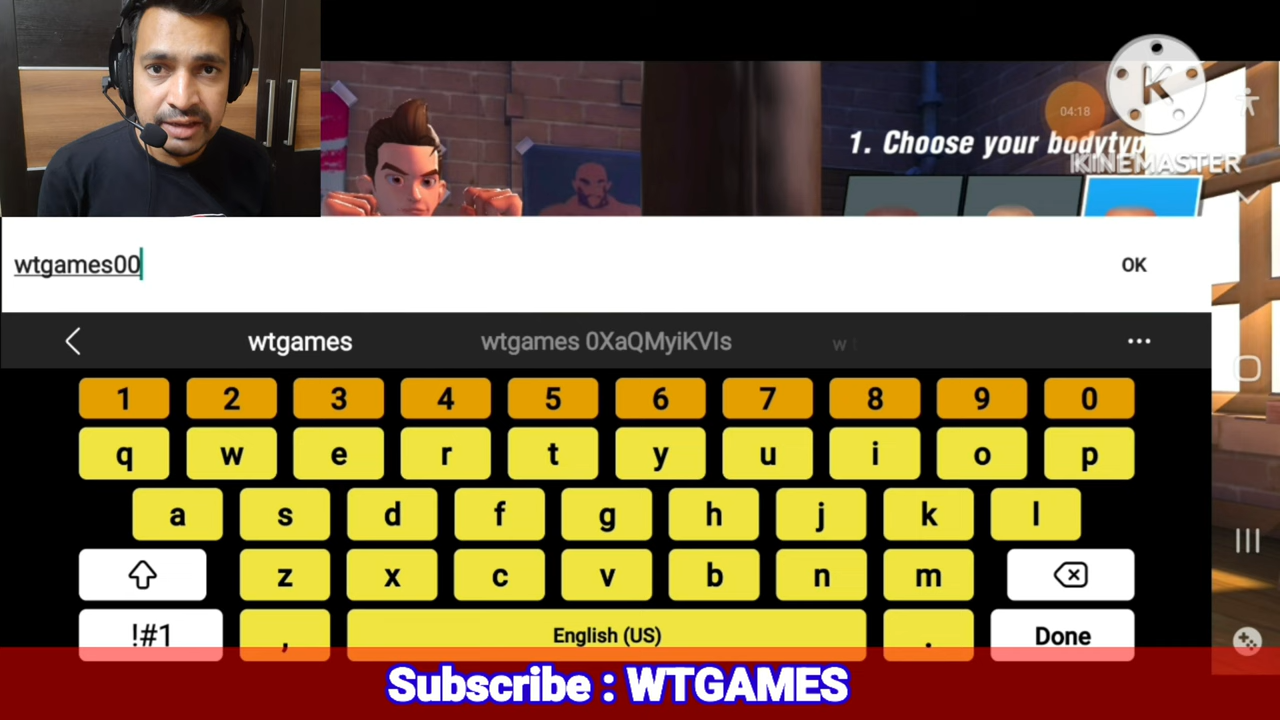 04:18
1. Choose your bodytyp
K
KINEMASTER
wtgames00
OK
wtgames
wtgames 0XaQMyiKVIs
1 2 3 4 5 6 7 8 9 0
q w e r t y u i o p
a s d f g h j k l
z x c v b n m
!#1 , English (US) . Done
Subscribe : WTGAMES